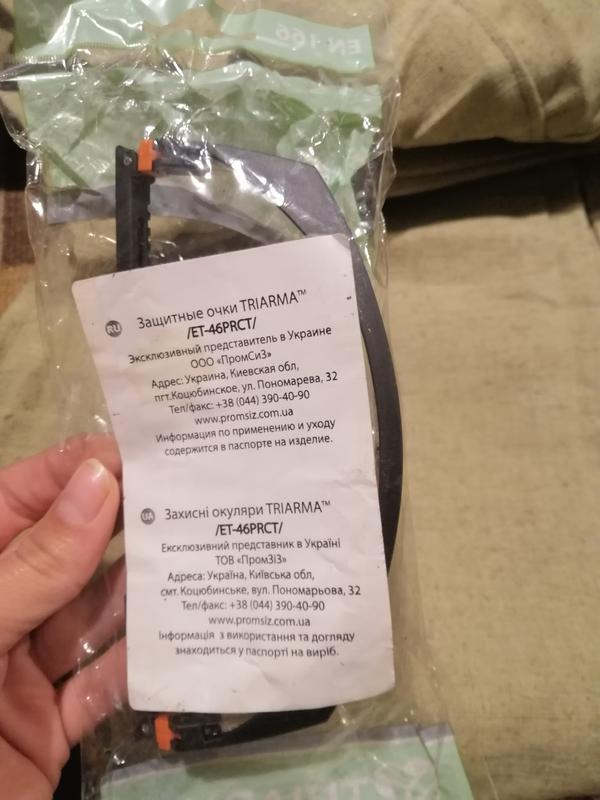 EN 166
RU
Защитные очки TRIARMA™
/ET-46PRCT/
Эксклюзивный представитель в Украине
ООО «ПромСиЗ»
Адрес: Украина, Киевская обл,
пгт.Коцюбинское, ул. Пономарева, 32
Тел/факс: +38 (044) 390-40-90
www.promsiz.com.ua
Информация по применению и уходу
содержится в паспорте на изделие.
UA
Захисні окуляри TRIARMA™
/ET-46PRCT/
Ексклюзивний представник в Україні
ТОВ «ПромЗіЗ»
Адреса: Україна, Київська обл,
смт. Коцюбинське, вул. Пономарьова, 32
Тел/факс: +38 (044) 390-40-90
www.promsiz.com.ua
Інформація з використання та догляду
знаходиться у паспорті на виріб.